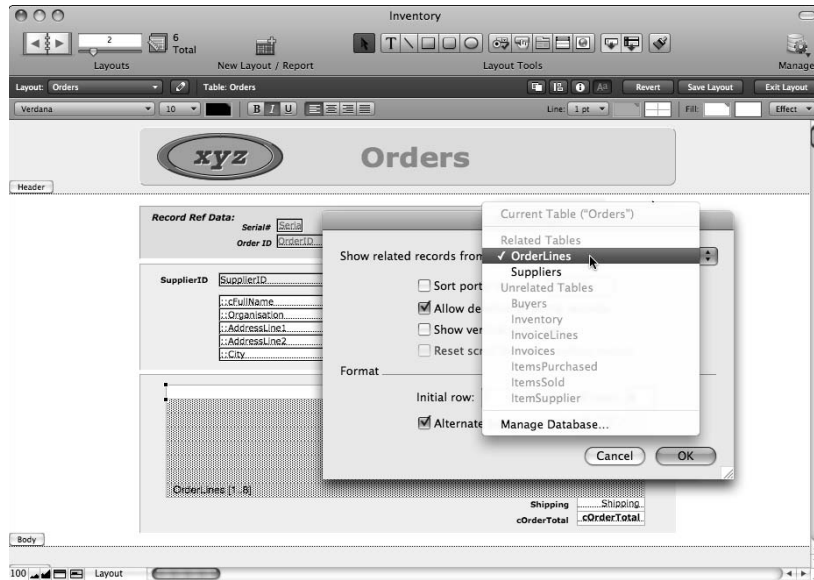 Inventory
2
6
Total
Layouts
New Layout / Report
Layout Tools
Manage
Layout: Orders
Table: Orders
Revert
Save Layout
Exit Layout
Verdana
10
B I U
Line: 1 pt
Fill:
Effect
xyz
Orders
Header
Record Ref Data:
Serial# Seria
Order ID OrderID
SupplierID SupplierID
::cFullName
::Organisation
::AddressLine1
::AddressLine2
::City
Show related records from
Current Table ("Orders")
Related Tables
✓ OrderLines
Suppliers
Unrelated Tables
Buyers
Inventory
InvoiceLines
Invoices
ItemsPurchased
ItemsSold
ItemSupplier
Manage Database...
Sort port
Allow de
Show ver
Reset scr
Format
Initial row:
Alternate
Cancel
OK
OrderLines [1..8]
Shipping Shipping
cOrderTotal cOrderTotal
Body
100
Layout